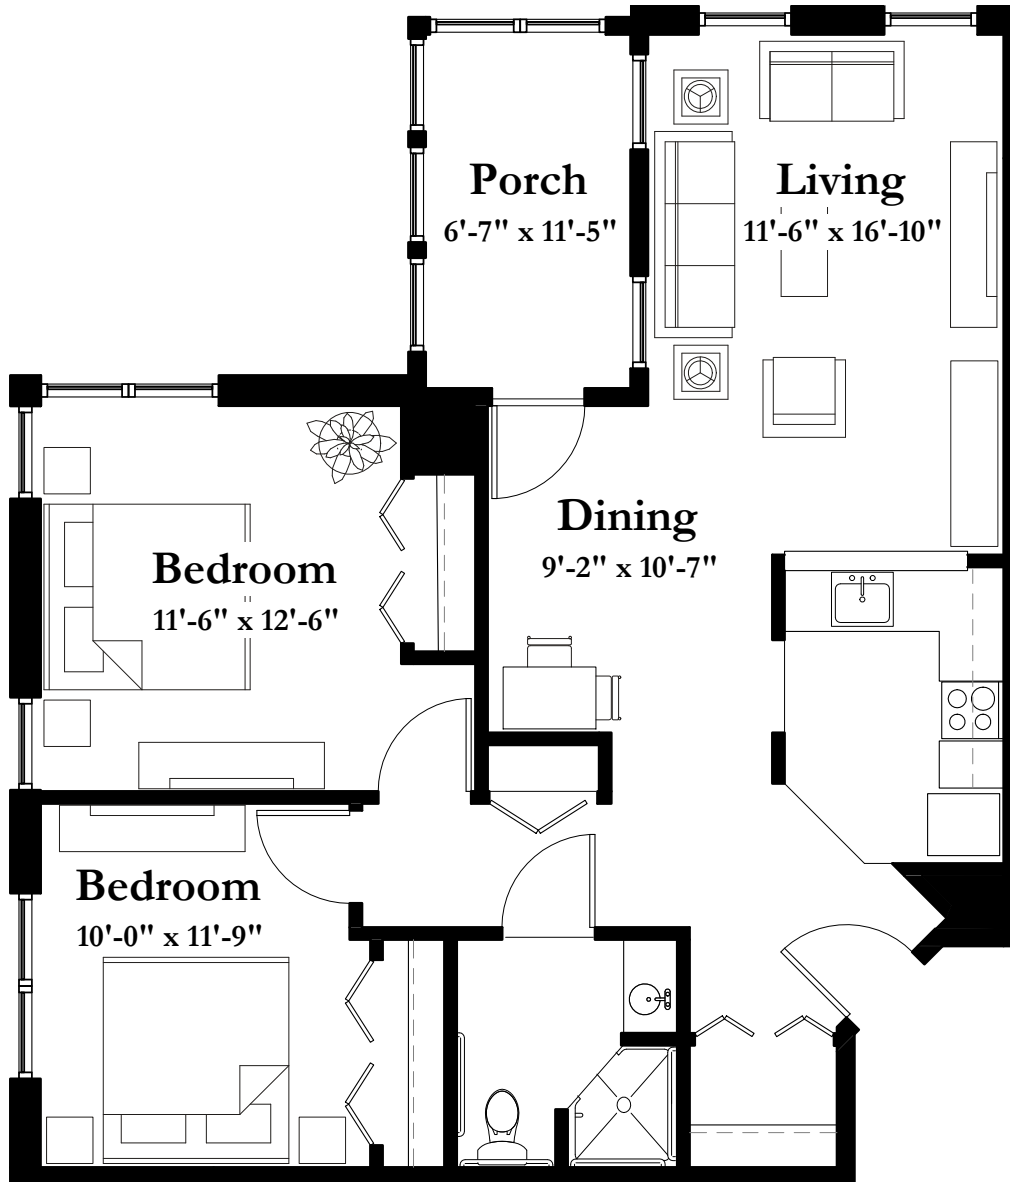 Porch
6'-7" x 11'-5"
Living
11'-6" x 16'-10"
Dining
9'-2" x 10'-7"
Bedroom
11'-6" x 12'-6"
Bedroom
10'-0" x 11'-9"